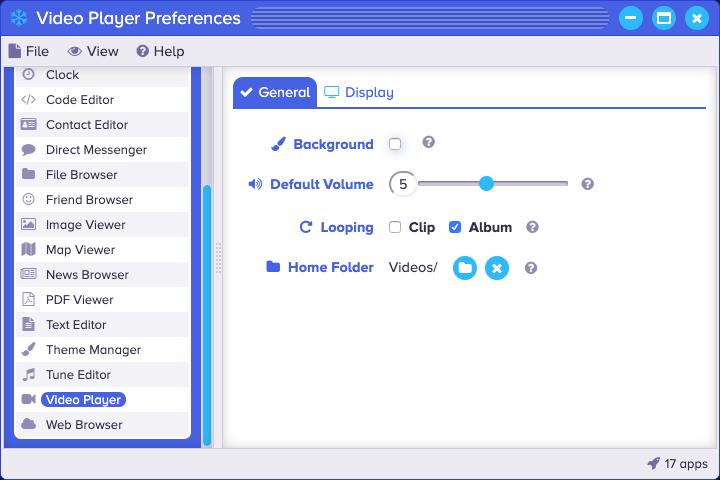 Video Player Preferences
File View Help
Clock
Code Editor
Contact Editor
Direct Messenger
File Browser
Friend Browser
Image Viewer
Map Viewer
News Browser
PDF Viewer
Text Editor
Theme Manager
Tune Editor
Video Player
Web Browser
General Display
Background
Default Volume 5
Looping Clip Album
Home Folder Videos/
17 apps